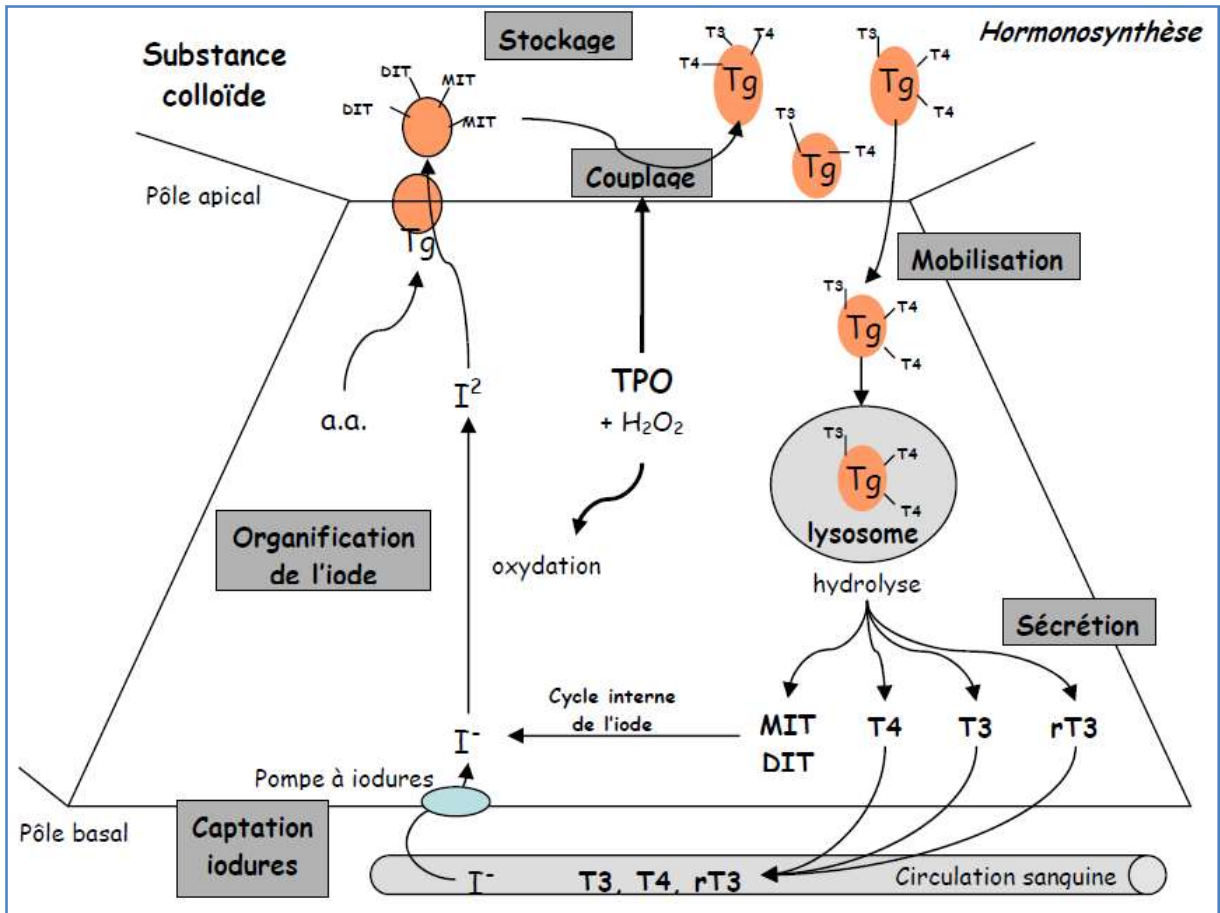 Hormonosynthèse
Stockage
Substance
colloïde
T3
T4
T4
Tg
T3
T4
T4
Tg
DIT
MIT
DIT
MIT
T3
T4
Tg
Couplage
Pôle apical
Tg
Mobilisation
T3
T4
Tg
T4
a.a.
I²
TPO
+ H₂O₂
T3
T4
Tg
T4
lysosome
Organification
de l'iode
oxydation
hydrolyse
Sécrétion
Cycle interne
de l'iode
I⁻
MIT
DIT
T4
T3
rT3
Pompe à iodures
Pôle basal
Captation
iodures
I⁻
T3, T4, rT3
Circulation sanguine